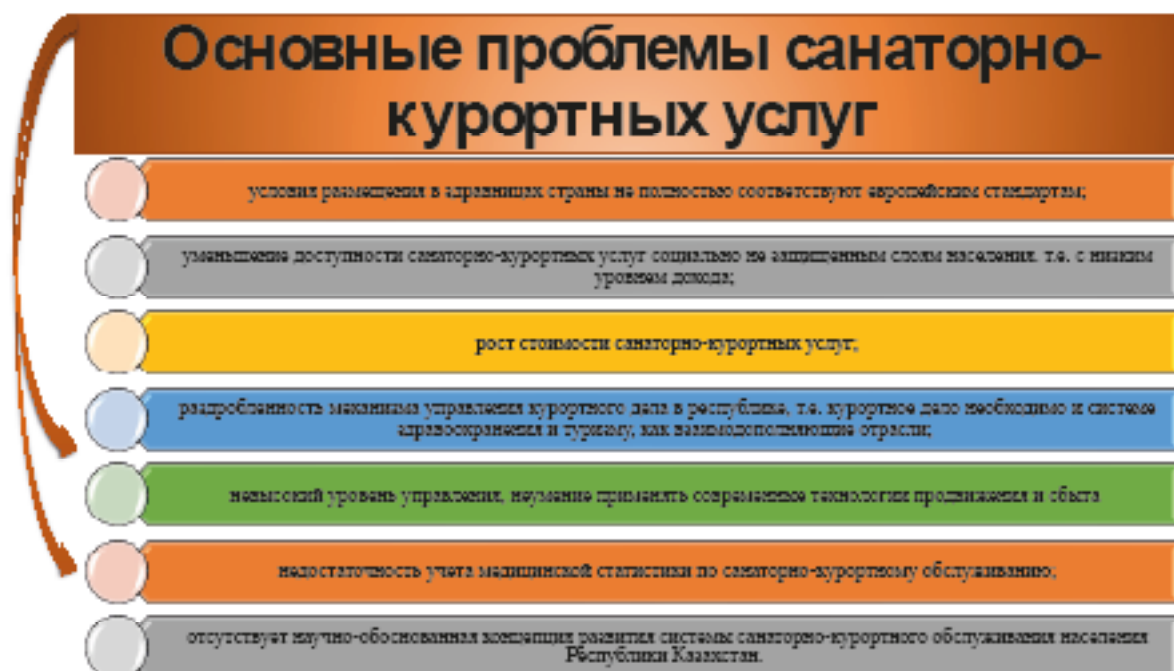 Основные проблемы санаторно-
курортных услуг
условия размещения в здравницах страны не полностью соответствуют европейским стандартам;
уменьшение доступности санаторно-курортных услуг социально не защищенным слоям населения, т.е. с низким
уровнем дохода;
рост стоимости санаторно-курортных услуг;
раздробленность механизма управления курортного дела в республике, т.е. курортное дело необходимо и системе
здравоохранения и туризму, как взаимодополняющие отрасли;
невысокий уровень управления, неумение применять современные технологии продвижения и сбыта
недостаточность учета медицинской статистики по санаторно-курортному обслуживанию;
отсутствует научно-обоснованная концепция развития системы санаторно-курортного обслуживания населения
Республики Казахстан.